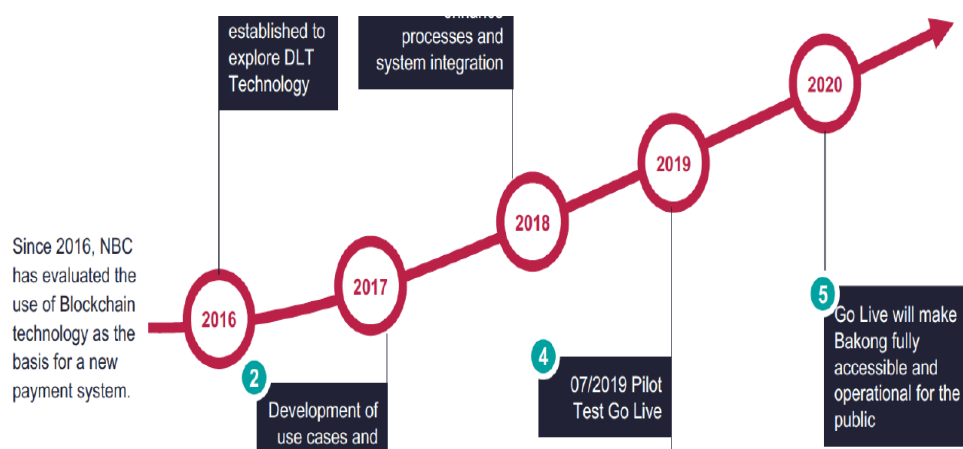 established to
explore DLT
Technology
processes and
system integration
2016
2017
2018
2019
2020
Since 2016, NBC
has evaluated the
use of Blockchain
technology as the
basis for a new
payment system.
2
Development of
use cases and
4
07/2019 Pilot
Test Go Live
5
Go Live will make
Bakong fully
accessible and
operational for the
public